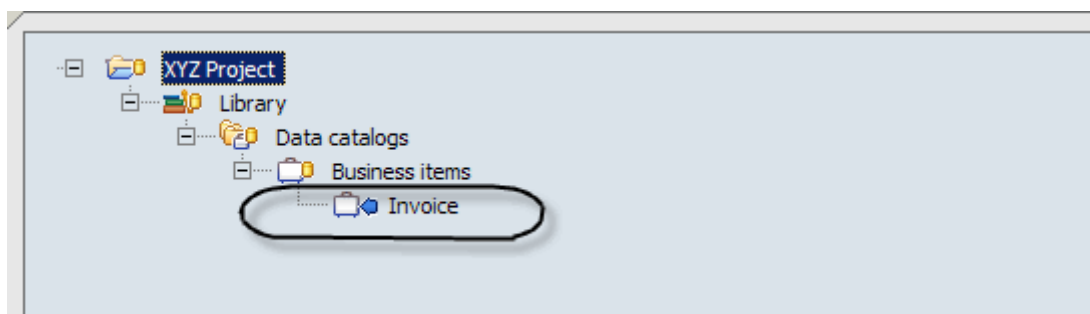 XYZ Project
Library
Data catalogs
Business items
Invoice